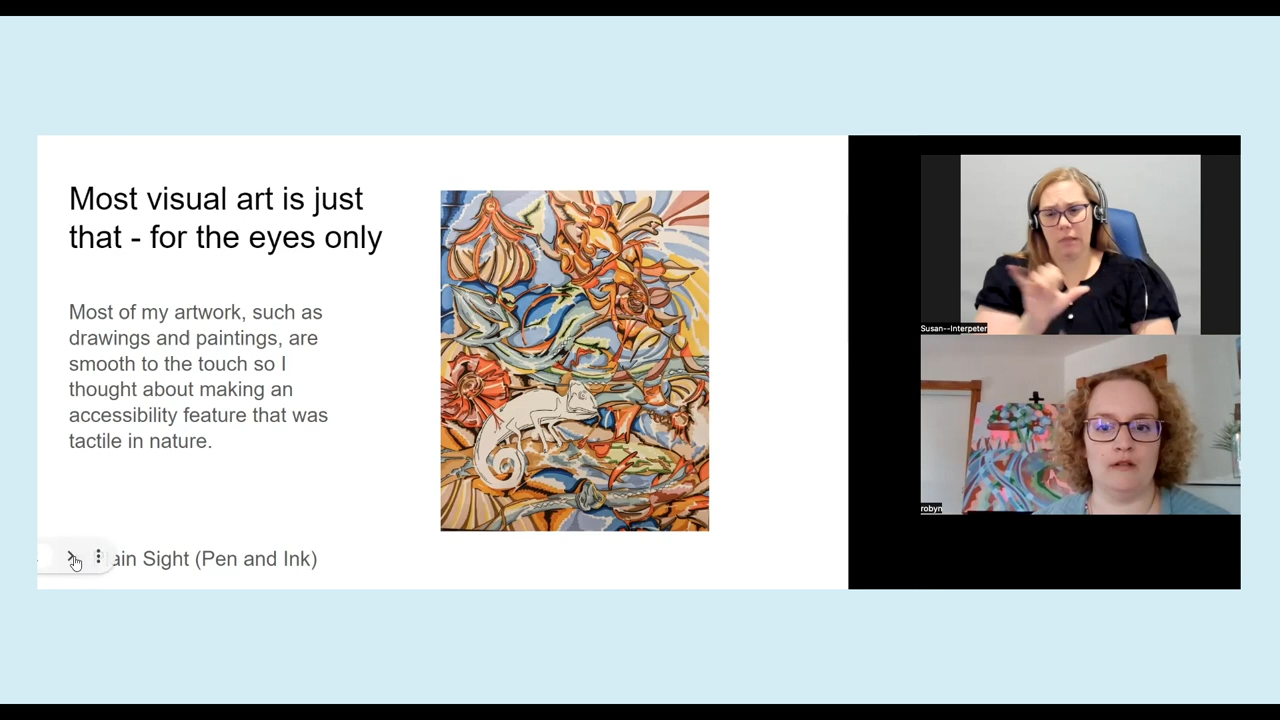 Most visual art is just
that - for the eyes only
Most of my artwork, such as
drawings and paintings, are
smooth to the touch so I
thought about making an
accessibility feature that was
tactile in nature.
Sight (Pen and Ink)
Susan--Interpeter
robyn